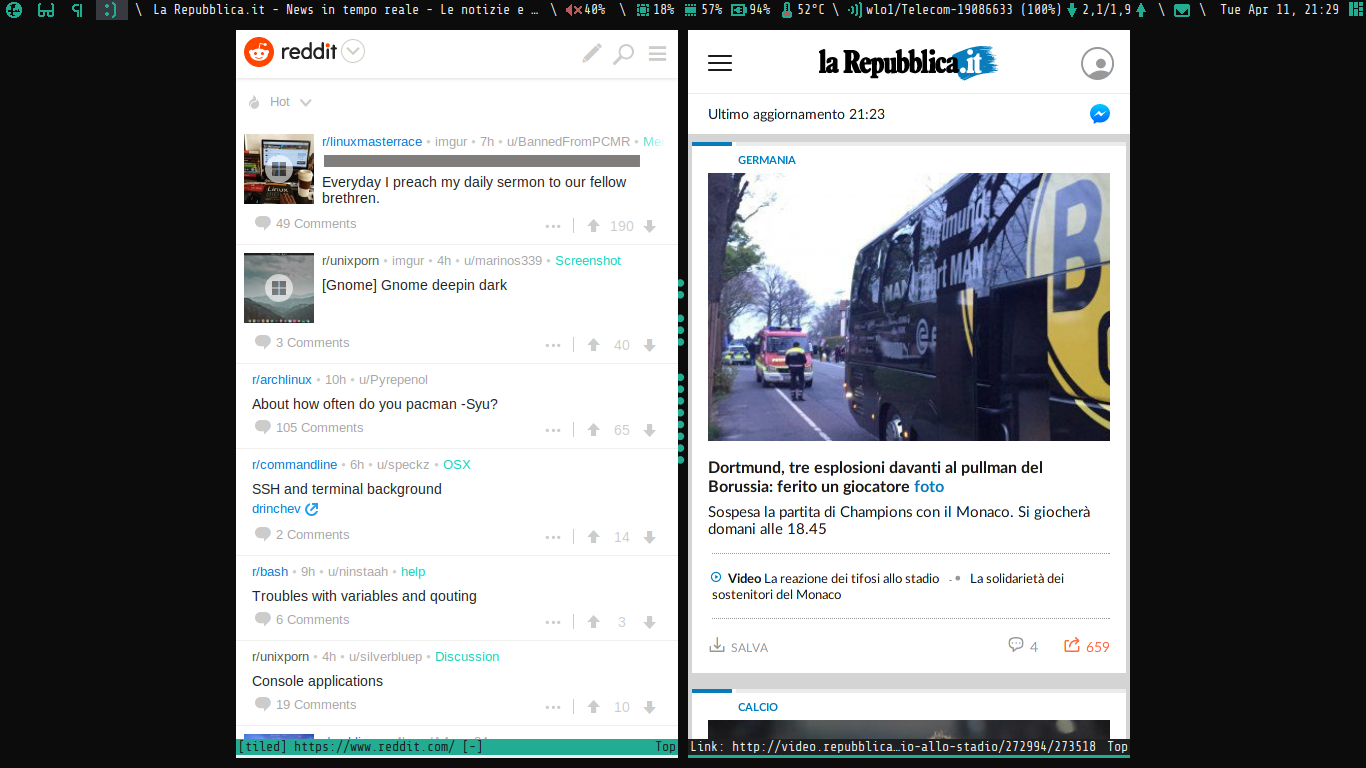 :) \ La Repubblica.it - News in tempo reale - Le notizie e … \ 40% \ 18% 57% 94% 52°C \ wlo1/Telecom-19086633 (100%) 2,1/1,9 \ \ Tue Apr 11, 21:29
reddit
Hot
r/linuxmasterrace • imgur • 7h • u/BannedFromPCMR •
Everyday I preach my daily sermon to our fellow
brethren.
49 Comments
190
r/unixporn • imgur • 4h • u/marinos339 • Screenshot
[Gnome] Gnome deepin dark
3 Comments
40
r/archlinux • 10h • u/Pyrepenol
About how often do you pacman -Syu?
105 Comments
65
r/commandline • 6h • u/speckz • OSX
SSH and terminal background
drinchev
2 Comments
14
r/bash • 9h • u/ninstaah • help
Troubles with variables and qouting
6 Comments
3
r/unixporn • 4h • u/silverbluep • Discussion
Console applications
19 Comments
10
[tiled] https://www.reddit.com/ [-] Top
la Repubblica.it
Ultimo aggiornamento 21:23
GERMANIA
Dortmund, tre esplosioni davanti al pullman del
Borussia: ferito un giocatore foto
Sospesa la partita di Champions con il Monaco. Si giocherà
domani alle 18.45
Video La reazione dei tifosi allo stadio - • La solidarietà dei
sostenitori del Monaco
SALVA
4
659
CALCIO
Link: http://video.repubblica…io-allo-stadio/272994/273518 Top